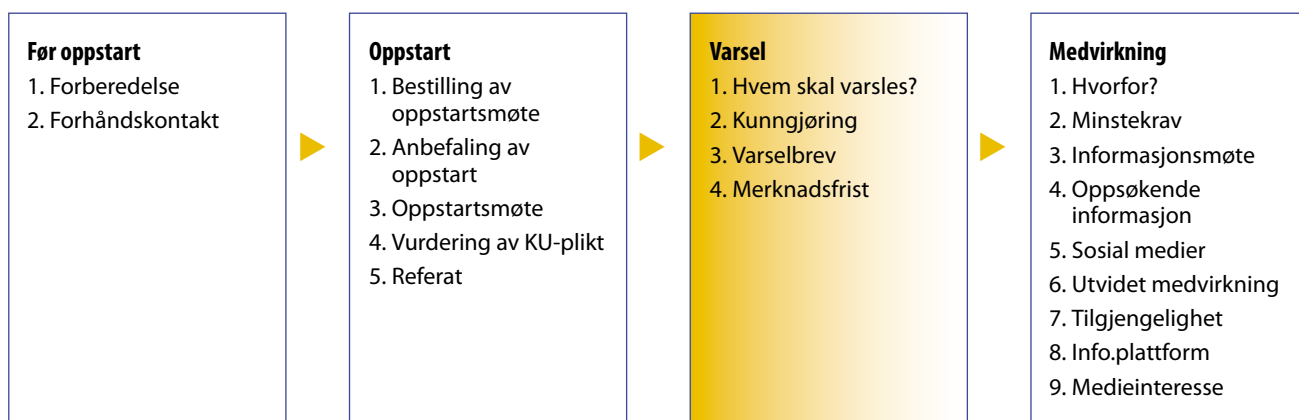 Før oppstart
1. Forberedelse
2. Forhåndskontakt
Oppstart
1. Bestilling av
oppstartsmøte
2. Anbefaling av
oppstart
3. Oppstartsmøte
4. Vurdering av KU-plikt
5. Referat
Varsel
1. Hvem skal varsles?
2. Kunngjøring
3. Varselbrev
4. Merknadsfrist
Medvirkning
1. Hvorfor?
2. Minstekrav
3. Informasjonsmøte
4. Oppsøkende
informasjon
5. Sosial medier
6. Utvidet medvirkning
7. Tilgjengelighet
8. Info.plattform
9. Medieinteresse